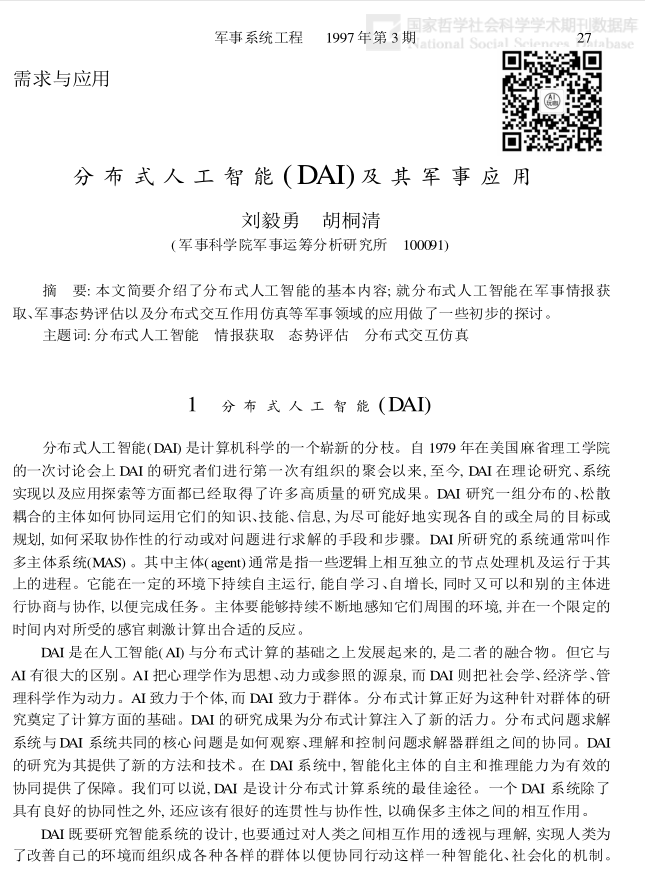 国家哲学社会科学学术期刊数据库
National Social Sciences Database
军事系统工程 1997 年第 3 期 27
需求与应用
AI
分布式人工智能(DAI)及其军事应用
刘毅勇 胡桐清
(军事科学院军事运筹分析研究所 100091)
摘 要: 本文简要介绍了分布式人工智能的基本内容; 就分布式人工智能在军事情报获
取、军事态势评估以及分布式交互作用仿真等军事领域的应用做了一些初步的探讨。
主题词: 分布式人工智能 情报获取 态势评估 分布式交互仿真
1 分布式人工智能(DAI)
分布式人工智能(DAI) 是计算机科学的一个崭新的分枝。自 1979 年在美国麻省理工学院
的一次讨论会上 DAI 的研究者们进行第一次有组织的聚会以来, 至今, DAI 在理论研究、系统
实现以及应用探索等方面都已经取得了许多高质量的研究成果。DAI 研究一组分布的、松散
耦合的主体如何协同运用它们的知识、技能、信息, 为尽可能好地实现各自的或全局的目标或
规划, 如何采取协作性的行动或对问题进行求解的手段和步骤。DAI 所研究的系统通常叫作
多主体系统(MAS) 。其中主体(agent) 通常是指一些逻辑上相互独立的节点处理机及运行于其
上的进程。它能在一定的环境下持续自主运行, 能自学习、自增长, 同时又可以和别的主体进
行协商与协作, 以便完成任务。主体要能够持续不断地感知它们周围的环境, 并在一个限定的
时间内对所受的感官刺激计算出合适的反应。
DAI 是在人工智能(AI) 与分布式计算的基础之上发展起来的, 是二者的融合物。但它与
AI 有很大的区别。AI 把心理学作为思想、动力或参照的源泉, 而 DAI 则把社会学、经济学、管
理科学作为动力。AI 致力于个体, 而 DAI 致力于群体。分布式计算正好为这种针对群体的研
究奠定了计算方面的基础。DAI 的研究成果为分布式计算注入了新的活力。分布式问题求解
系统与 DAI 系统共同的核心问题是如何观察、理解和控制问题求解器群组之间的协同。DAI
的研究为其提供了新的方法和技术。在 DAI 系统中, 智能化主体的自主和推理能力为有效的
协同提供了保障。我们可以说, DAI 是设计分布式计算系统的最佳途径。一个 DAI 系统除了
具有良好的协同性之外, 还应该有很好的连贯性与协作性, 以确保多主体之间的相互作用。
DAI 既要研究智能系统的设计, 也要通过对人类之间相互作用的透视与理解, 实现人类为
了改善自己的环境而组织成各种各样的群体以便协同行动这样一种智能化、社会化的机制。